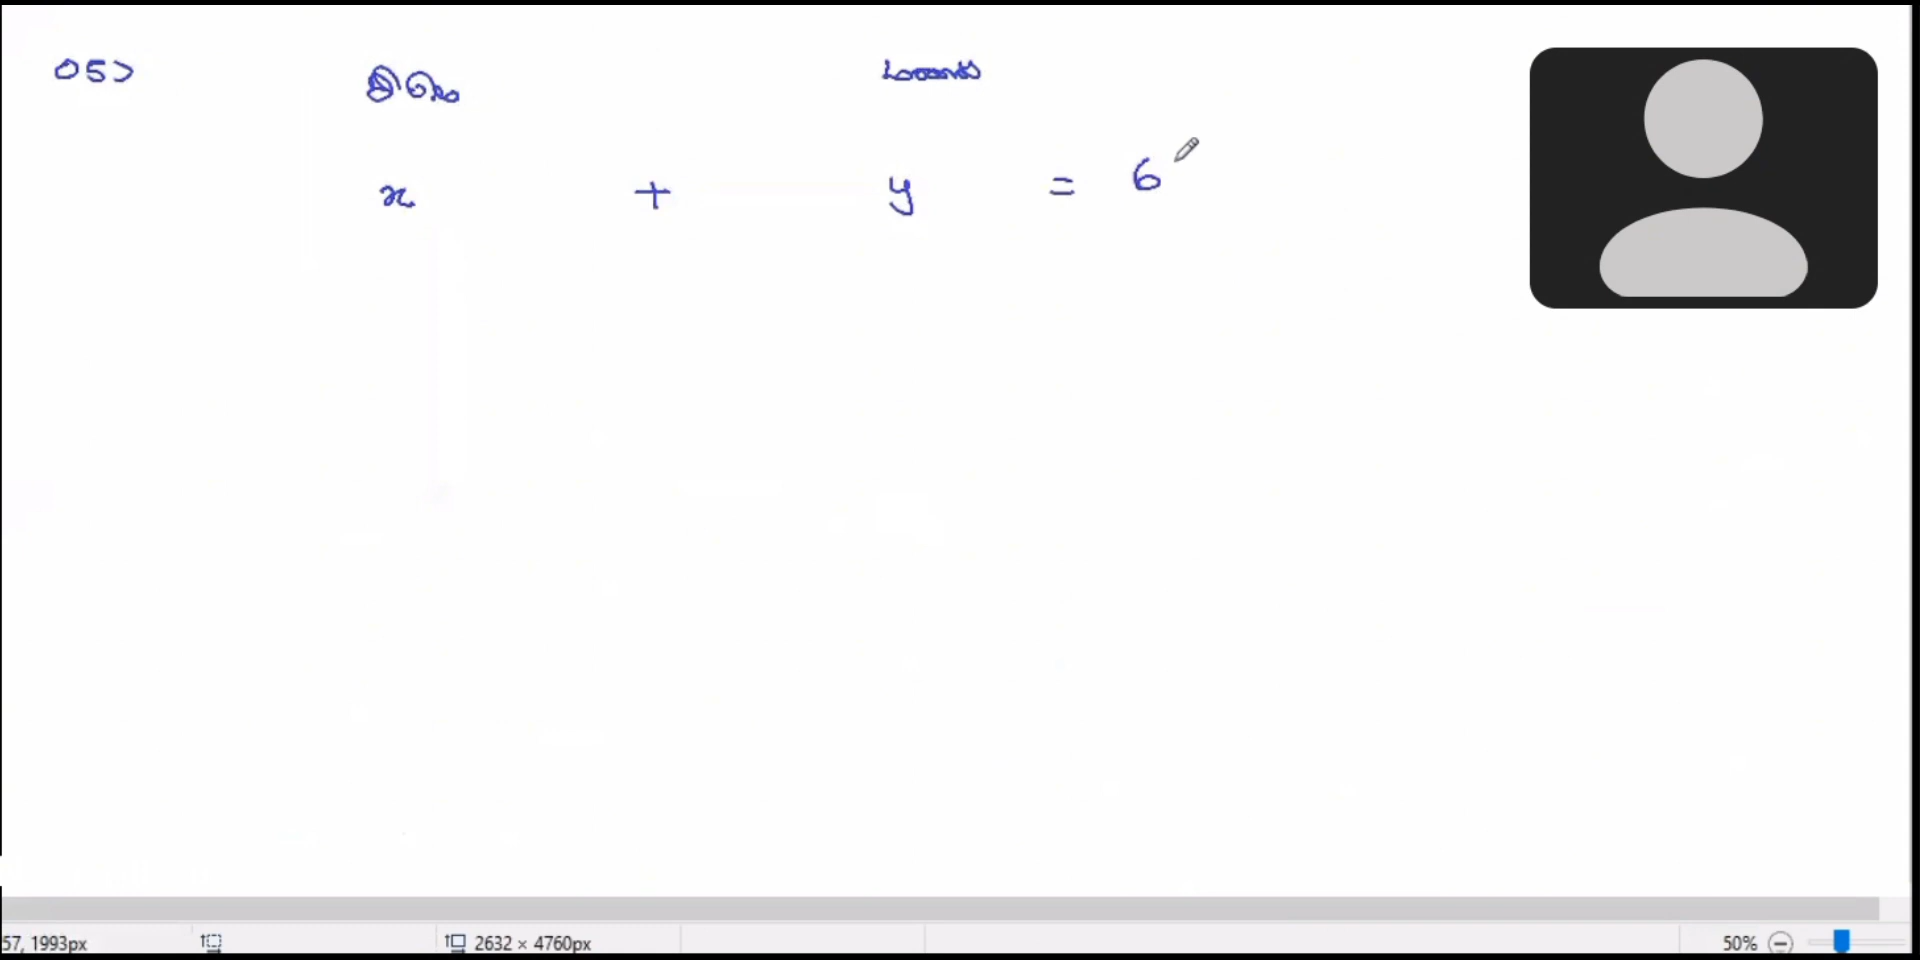 05>
x + y = 6
57, 1993px 2632 × 4760px 50%